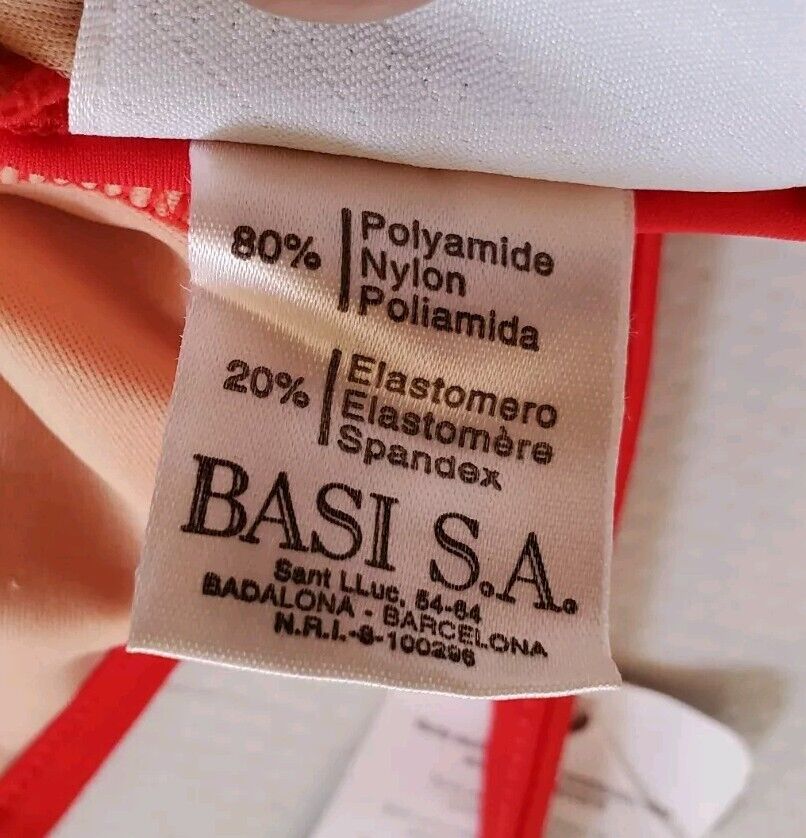 80%
Polyamide
Nylon
Poliamida
20%
Elastomero
Elastomère
Spandex
BASI S.A.
Sant LLuc, 54-64
BADALONA - BARCELONA
N.R.I.-8-100296